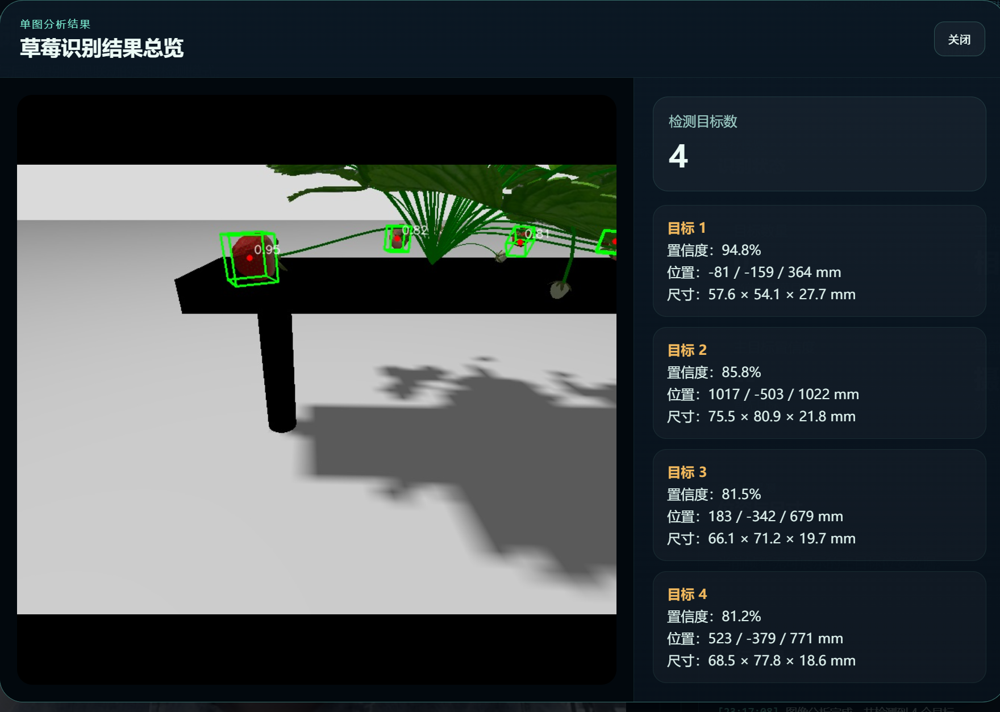 单图分析结果
草莓识别结果总览
关闭
0.95
0.82
0.81
检测目标数
4
目标 1
置信度：94.8%
位置：-81 / -159 / 364 mm
尺寸：57.6 × 54.1 × 27.7 mm
目标 2
置信度：85.8%
位置：1017 / -503 / 1022 mm
尺寸：75.5 × 80.9 × 21.8 mm
目标 3
置信度：81.5%
位置：183 / -342 / 679 mm
尺寸：66.1 × 71.2 × 19.7 mm
目标 4
置信度：81.2%
位置：523 / -379 / 771 mm
尺寸：68.5 × 77.8 × 18.6 mm